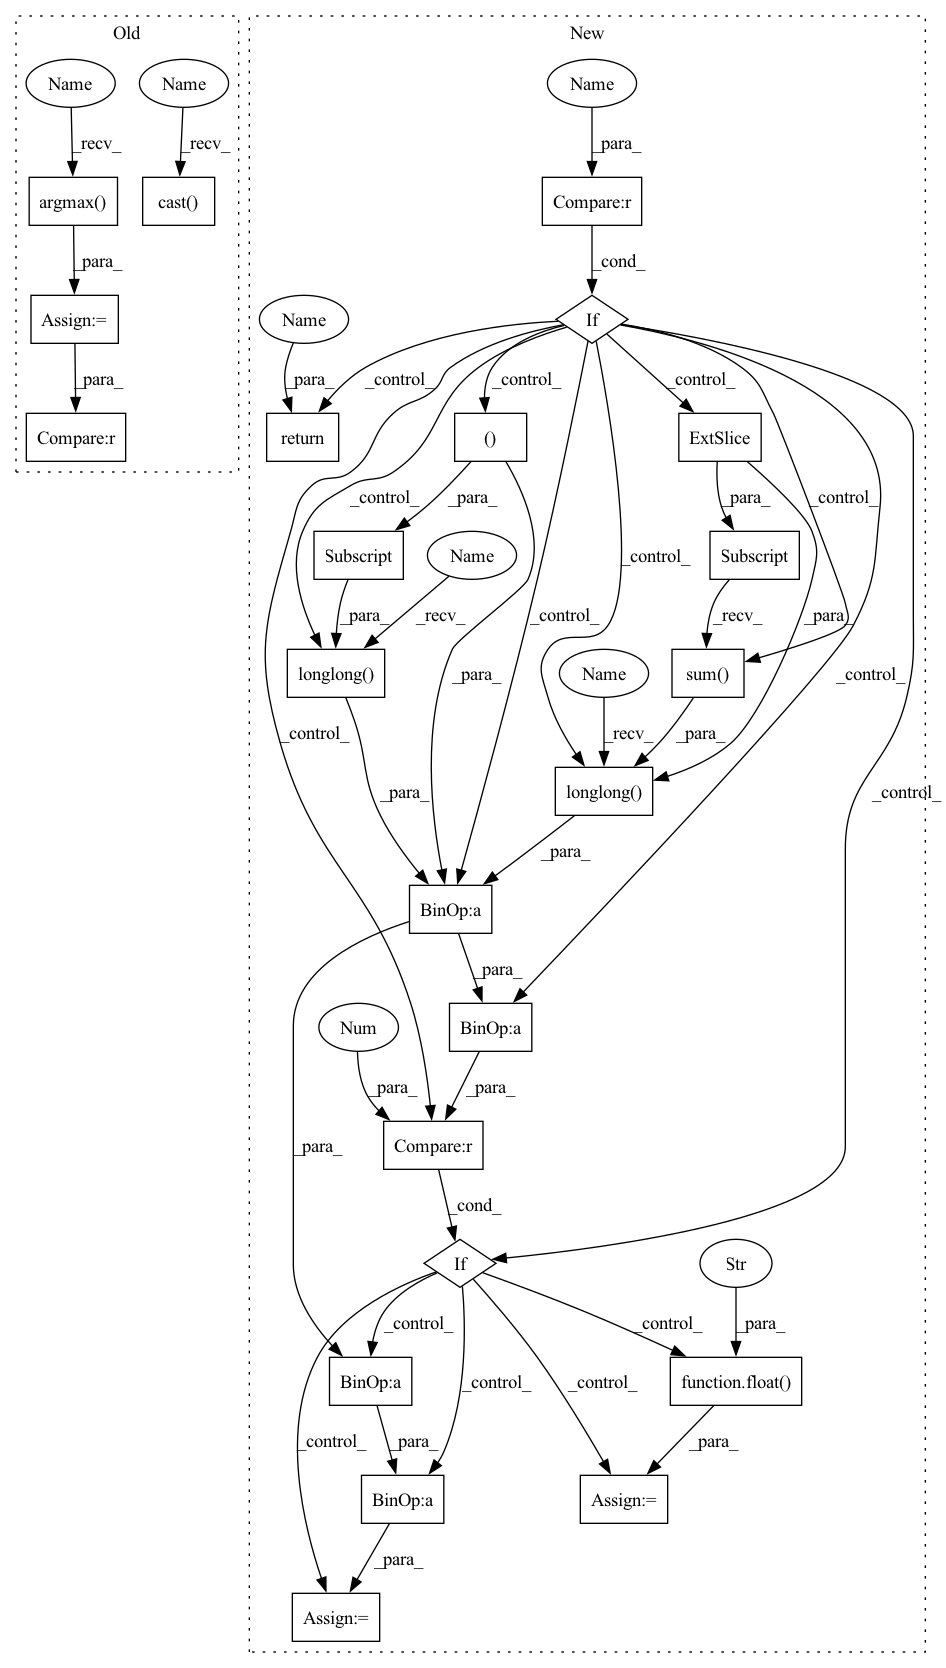 Old
New
Name
Name
Name
_recv_
_recv_
_para_
argmax()
cast()
Compare:r
_para_
_cond_
Assign:=
Name
If
_para_
_para_
_control_
_control_
_control_
Compare:r
return
()
ExtSlice
_control_
_para_
_para_
_control_
Subscript
Name
Subscript
_control_
_para_
_recv_
_control_
_recv_
_para_
longlong()
Name
sum()
_para_
_control_
_control_
_recv_
_para_
_para_
longlong()
_control_
_para_
BinOp:a
_para_
Num
BinOp:a
_para_
_para_
_para_
Compare:r
_cond_
If
Str
_control_
_control_
_para_
BinOp:a
_control_
_control_
function.float()
_control_
_para_
_para_
BinOp:a
Assign:=
_para_
Assign:=